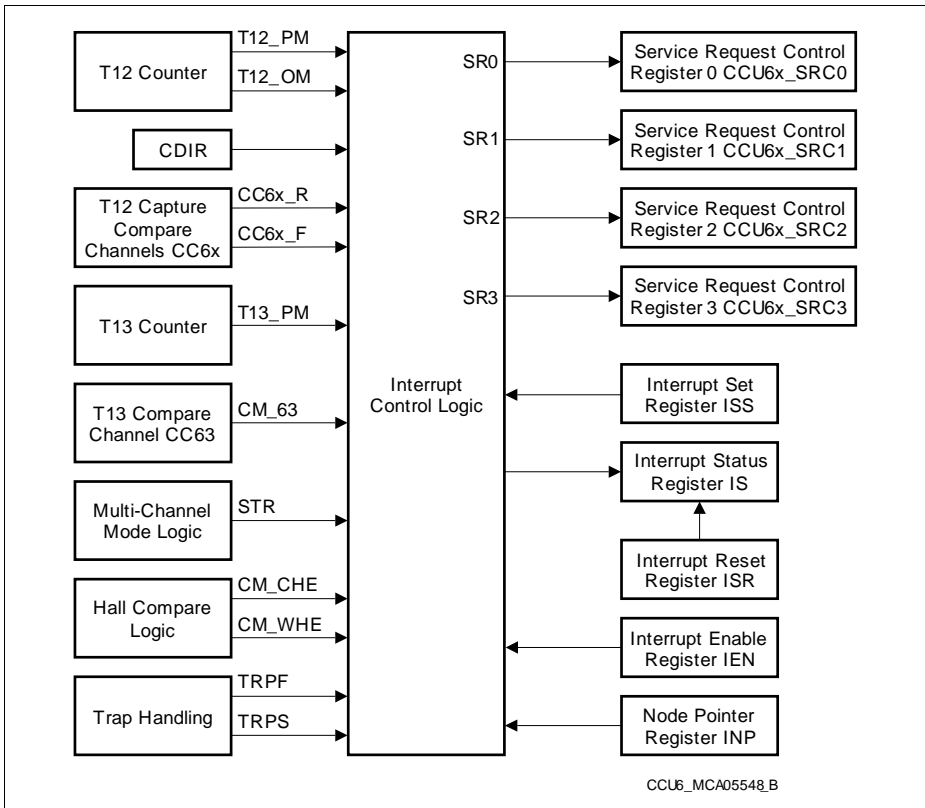 T12 Counter
T12_PM
T12_OM
CDIR
T12 Capture
Compare
Channels CC6x
CC6x_R
CC6x_F
T13 Counter
T13_PM
T13 Compare
Channel CC63
CM_63
Multi-Channel
Mode Logic
STR
Hall Compare
Logic
CM_CHE
CM_WHE
Trap Handling
TRPF
TRPS
Interrupt
Control Logic
SR0
SR1
SR2
SR3
Service Request Control
Register 0 CCU6x_SRC0
Service Request Control
Register 1 CCU6x_SRC1
Service Request Control
Register 2 CCU6x_SRC2
Service Request Control
Register 3 CCU6x_SRC3
Interrupt Set
Register ISS
Interrupt Status
Register IS
Interrupt Reset
Register ISR
Interrupt Enable
Register IEN
Node Pointer
Register INP
CCU6_MCA05548_B